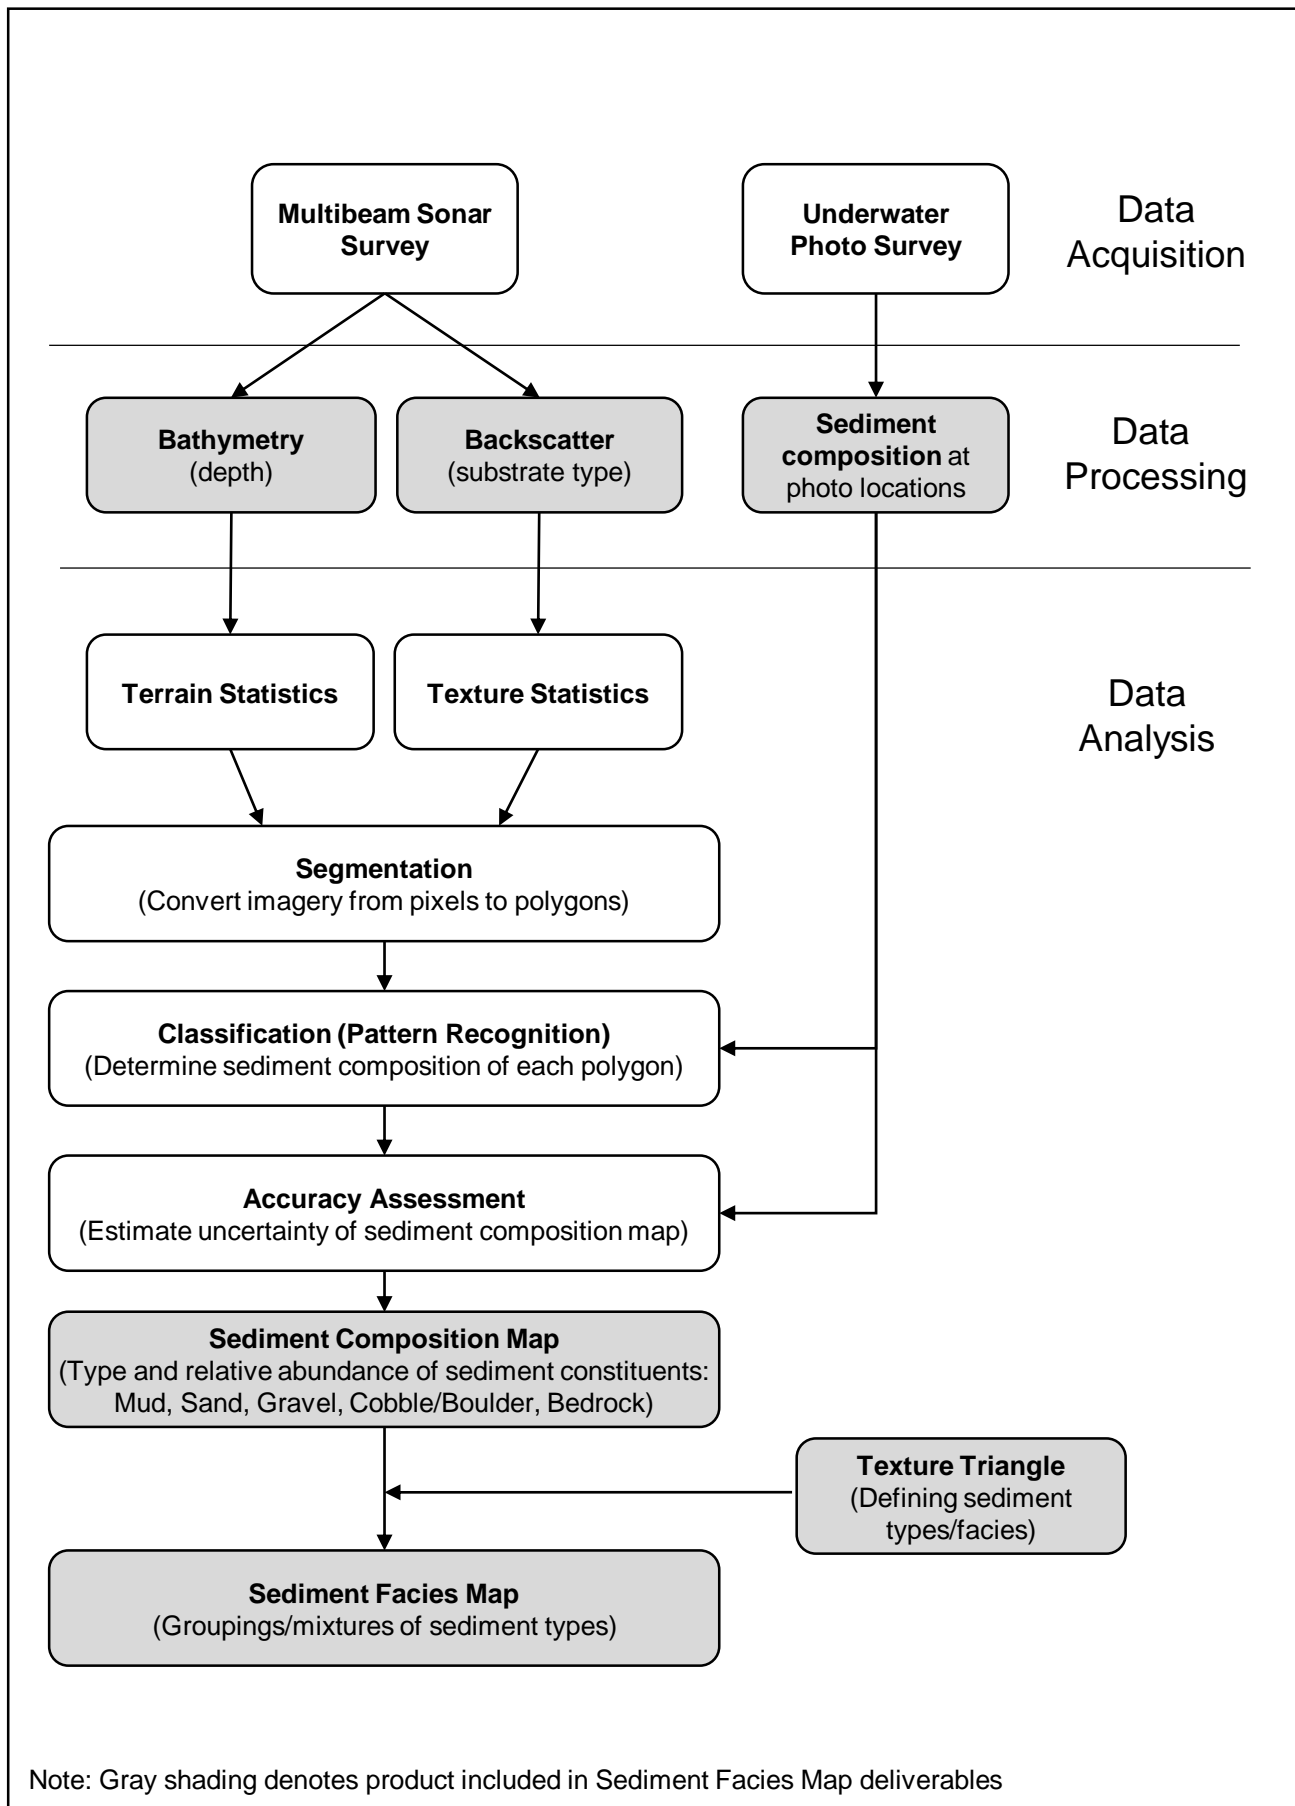 Multibeam Sonar
Survey
Underwater
Photo Survey
Data
Acquisition
Bathymetry
(depth)
Backscatter
(substrate type)
Sediment
composition at
photo locations
Data
Processing
Terrain Statistics
Texture Statistics
Data
Analysis
Segmentation
(Convert imagery from pixels to polygons)
Classification (Pattern Recognition)
(Determine sediment composition of each polygon)
Accuracy Assessment
(Estimate uncertainty of sediment composition map)
Sediment Composition Map
(Type and relative abundance of sediment constituents:
Mud, Sand, Gravel, Cobble/Boulder, Bedrock)
Texture Triangle
(Defining sediment
types/facies)
Sediment Facies Map
(Groupings/mixtures of sediment types)
Note: Gray shading denotes product included in Sediment Facies Map deliverables